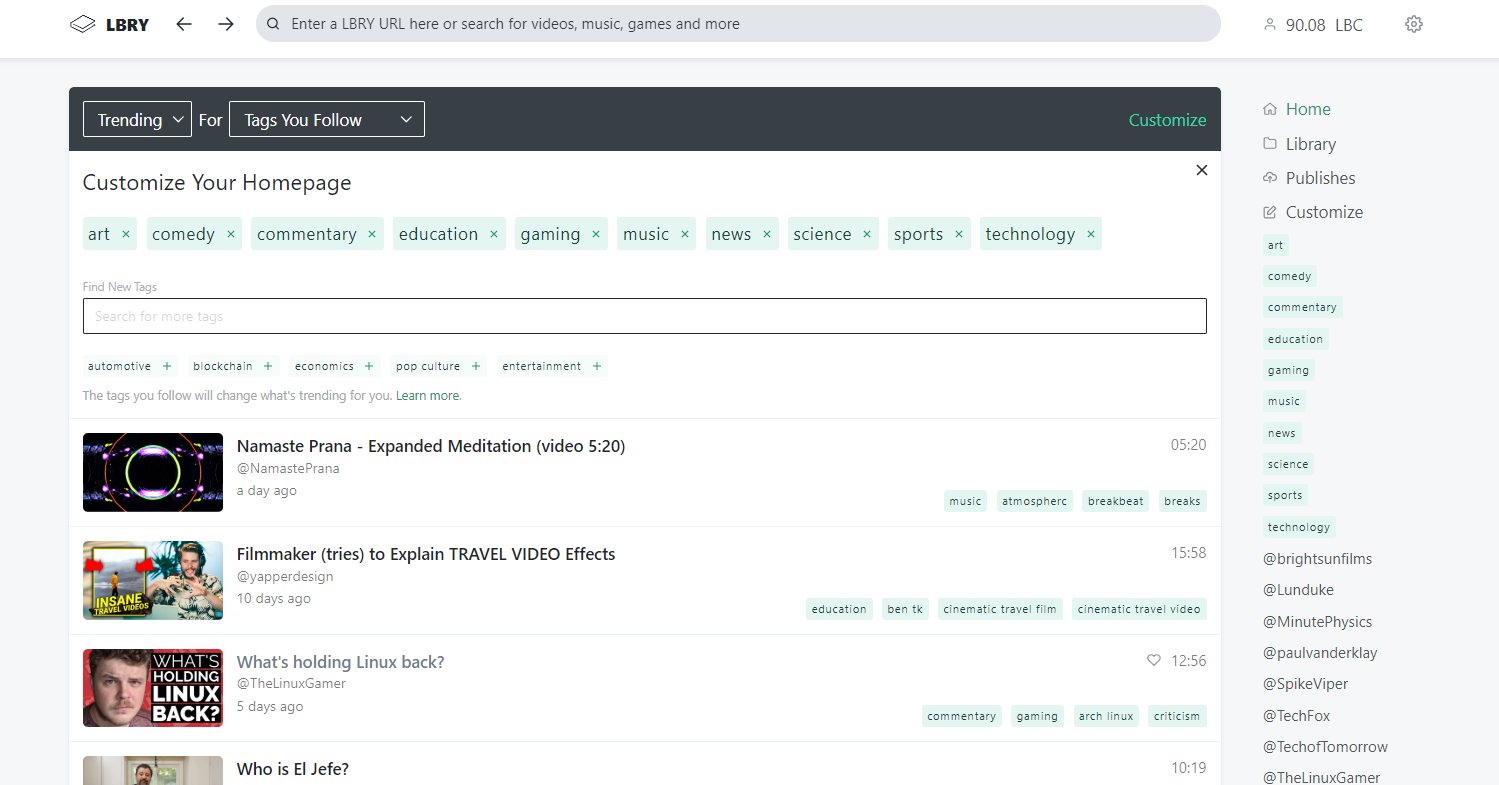 LBRY
Enter a LBRY URL here or search for videos, music, games and more
90.08 LBC
Trending For Tags You Follow
Customize
Customize Your Homepage
art × comedy × commentary × education × gaming × music × news × science × sports × technology ×
Find New Tags
Search for more tags
automotive + blockchain + economics + pop culture + entertainment +
The tags you follow will change what's trending for you. Learn more.
Namaste Prana - Expanded Meditation (video 5:20)
05:20
@NamastePrana
a day ago
music atmospherc breakbeat breaks
INSANE
TRAVEL VIDEOS
Filmmaker (tries) to Explain TRAVEL VIDEO Effects
15:58
@yapperdesign
10 days ago
education ben tk cinematic travel film cinematic travel video
WHAT'S
HOLDING
LINUX
BACK?
What's holding Linux back?
12:56
@TheLinuxGamer
5 days ago
commentary gaming arch linux criticism
Who is El Jefe?
10:19
Home
Library
Publishes
Customize
art
comedy
commentary
education
gaming
music
news
science
sports
technology
@brightsunfilms
@Lunduke
@MinutePhysics
@paulvanderklay
@SpikeViper
@TechFox
@TechofTomorrow
@TheLinuxGamer